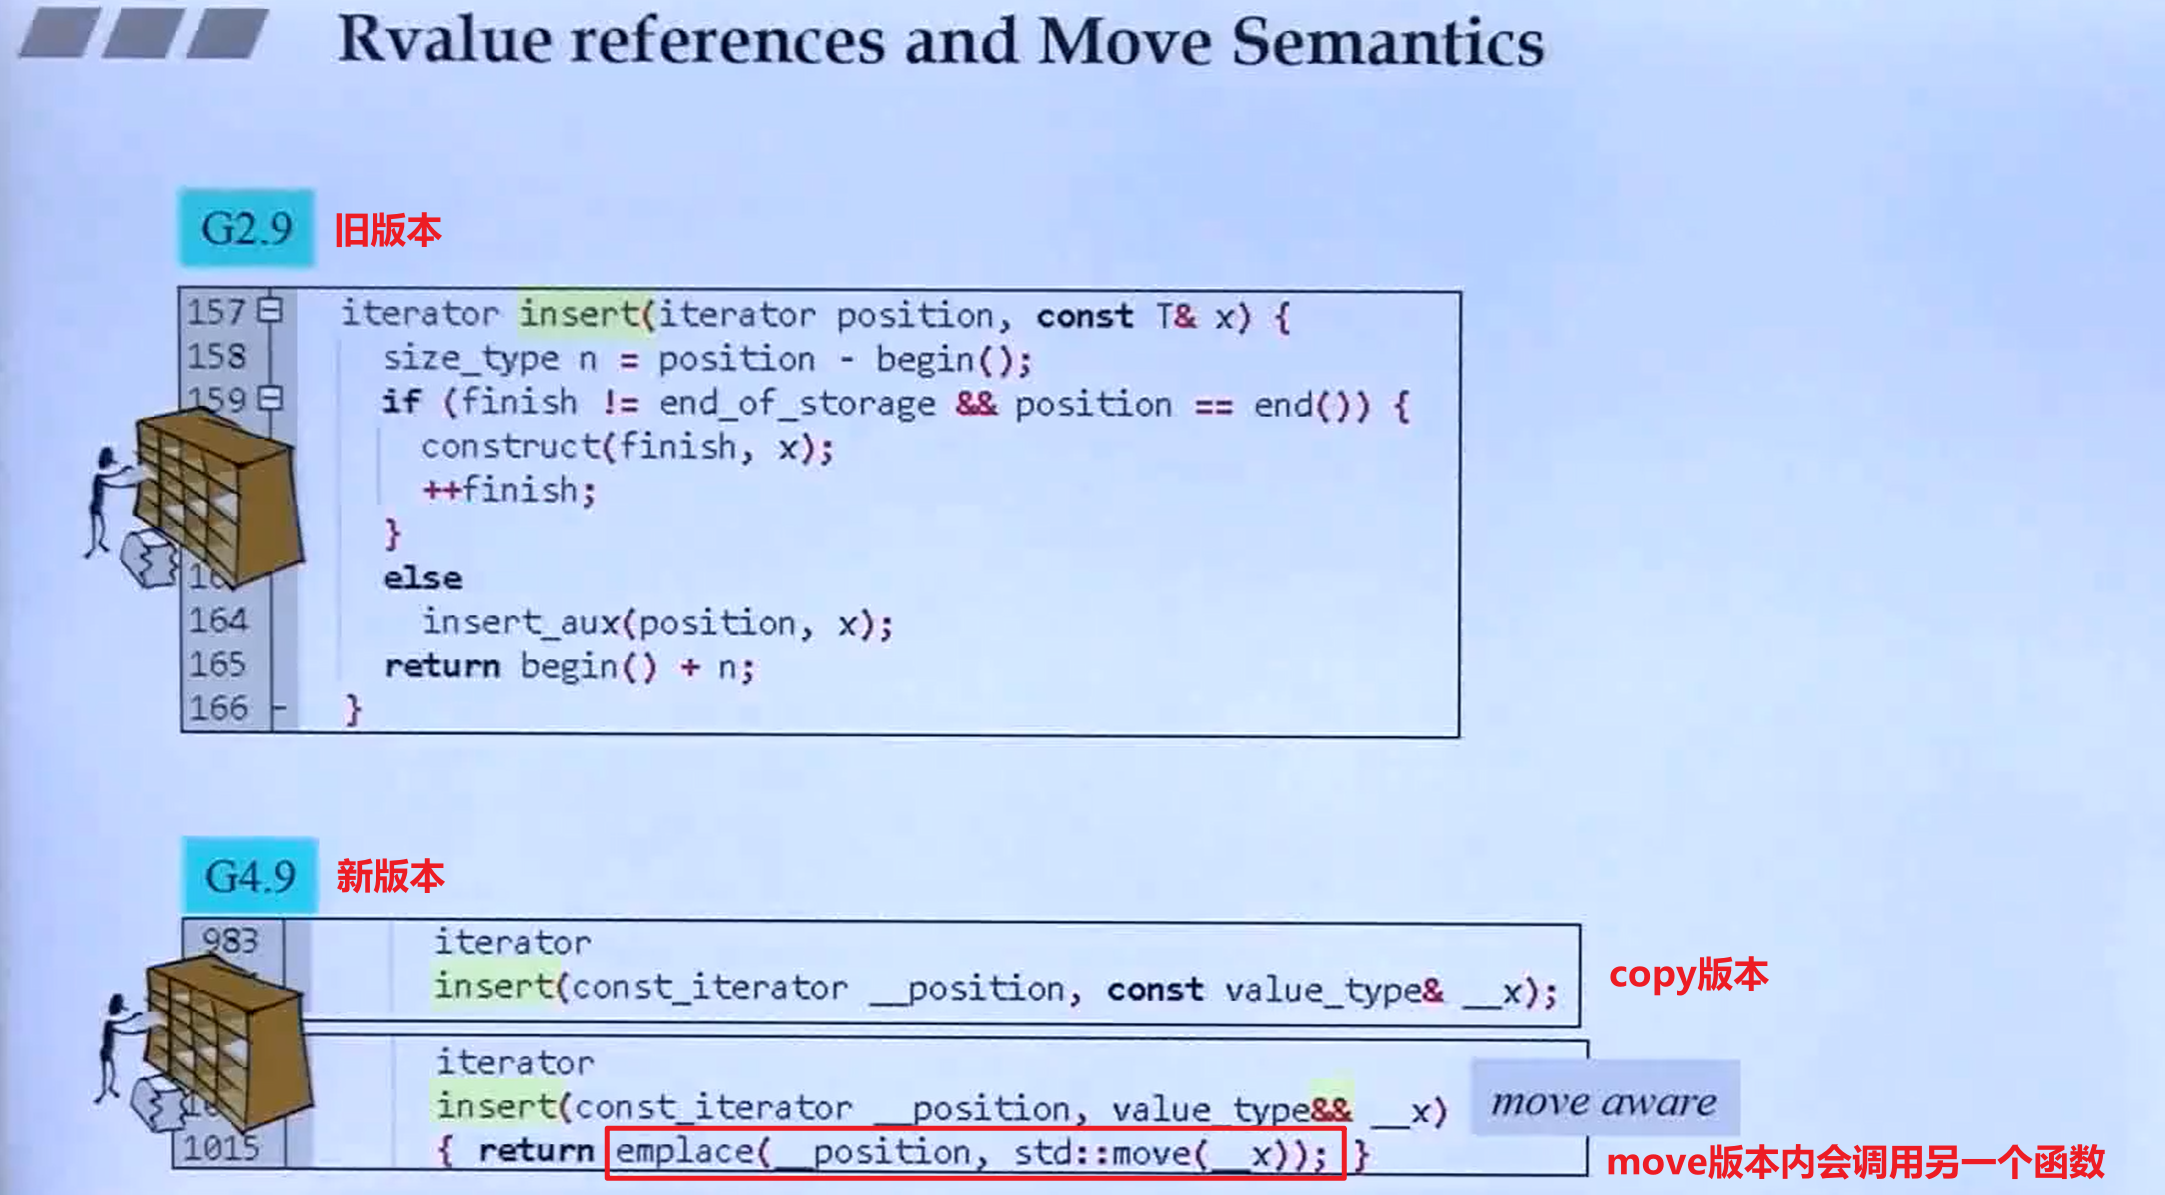 Rvalue references and Move Semantics
G2.9 旧版本
157 iterator insert(iterator position, const T& x) {
158 size_type n = position - begin();
159 if (finish != end_of_storage && position == end()) {
construct(finish, x);
++finish;
}
else
164 insert_aux(position, x);
165 return begin() + n;
166 }
G4.9 新版本
983 iterator
insert(const_iterator __position, const value_type& __x);
copy版本
iterator
insert(const_iterator __position, value_type&& __x)
move aware
1015 { return emplace(__position, std::move(__x)); }
move版本内会调用另一个函数